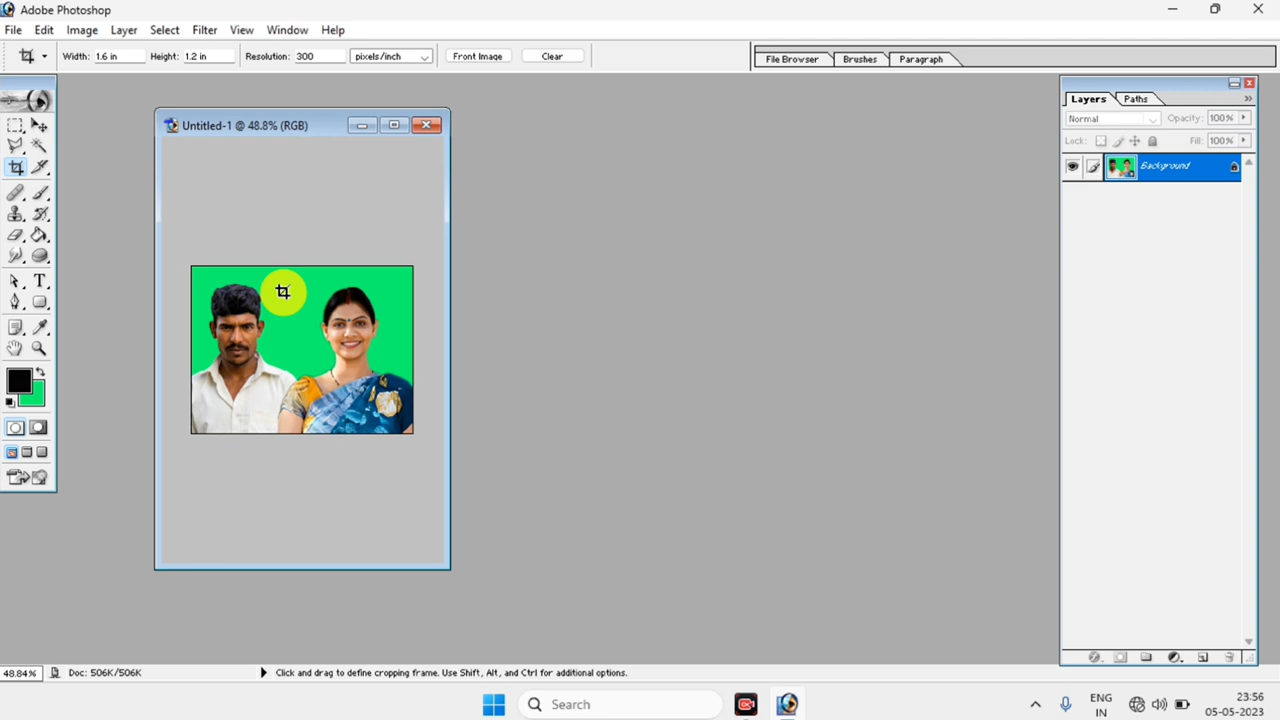 Adobe Photoshop
File Edit Image Layer Select Filter View Window Help
Width: 1.6 in Height: 1.2 in Resolution: 300 pixels/inch Front Image Clear File Browser Brushes Paragraph
Layers Paths
Untitled-1 @ 48.8% (RGB)
Normal Opacity: 100%
Lock: Fill: 100%
Background
T
48.84% Doc: 506K/506K Click and drag to define cropping frame. Use Shift, Alt, and Ctrl for additional options.
Search
ENG
IN
23:56
05-05-2023